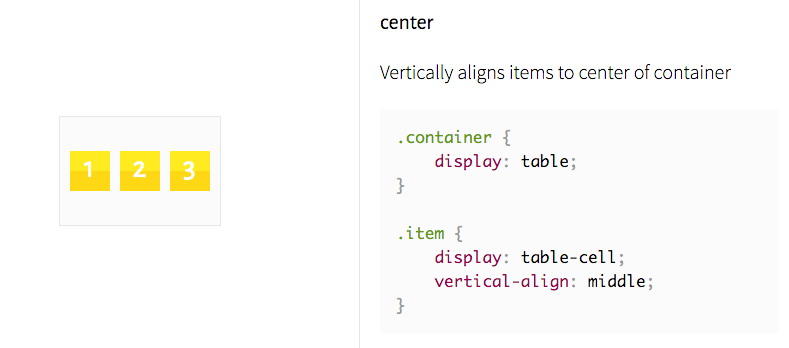 1 2 3
center
Vertically aligns items to center of container
.container {
    display: table;
}
.item {
    display: table-cell;
    vertical-align: middle;
}